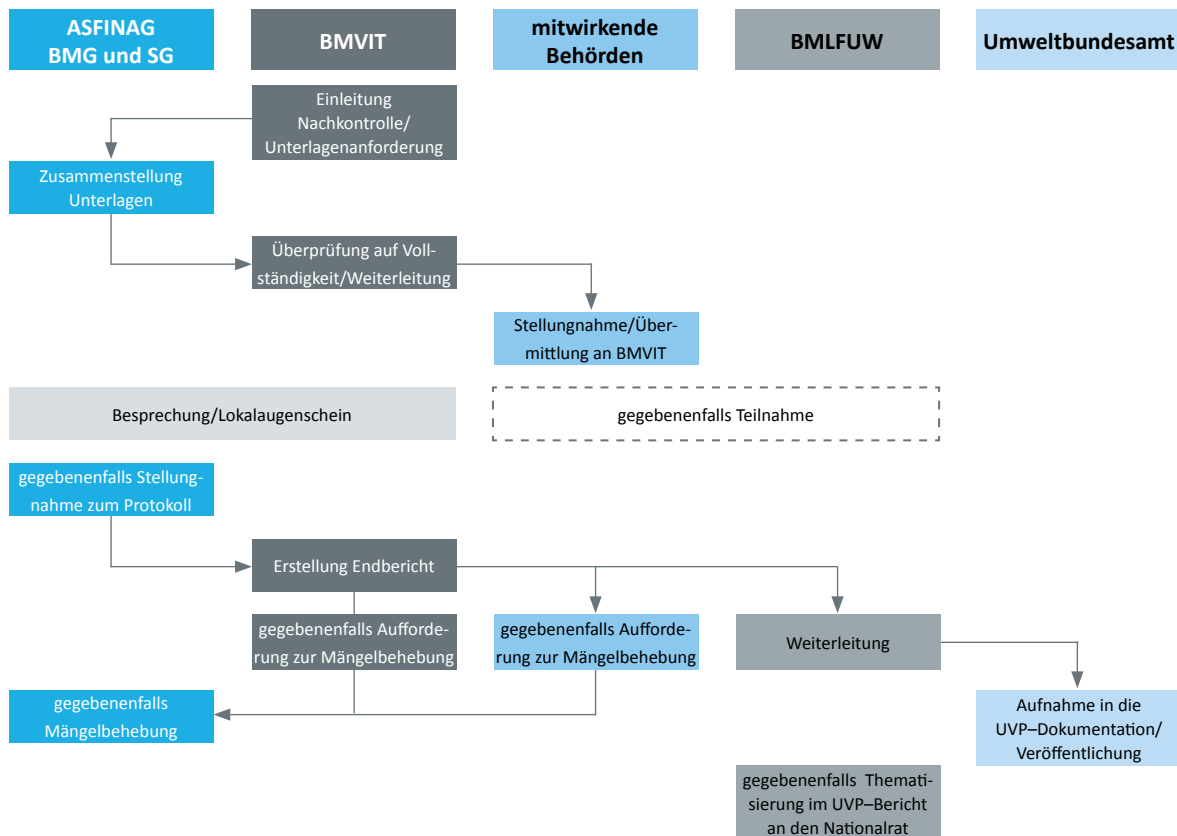 ASFINAG
BMG und SG
BMVIT
mitwirkende
Behörden
BMLFUW
Umweltbundesamt
Einleitung
Nachkontrolle/
Unterlagenanforderung
Zusammenstellung
Unterlagen
Überprüfung auf Voll-
ständigkeit/Weiterleitung
Stellungnahme/Über-
mittlung an BMVIT
Besprechung/Lokalaugenschein
gegebenenfalls Teilnahme
gegebenenfalls Stellung-
nahme zum Protokoll
Erstellung Endbericht
gegebenenfalls Aufforde-
rung zur Mängelbehebung
gegebenenfalls Aufforde-
rung zur Mängelbehebung
Weiterleitung
gegebenenfalls
Mängelbehebung
Aufnahme in die
UVP–Dokumentation/
Veröffentlichung
gegebenenfalls Themati-
sierung im UVP–Bericht
an den Nationalrat